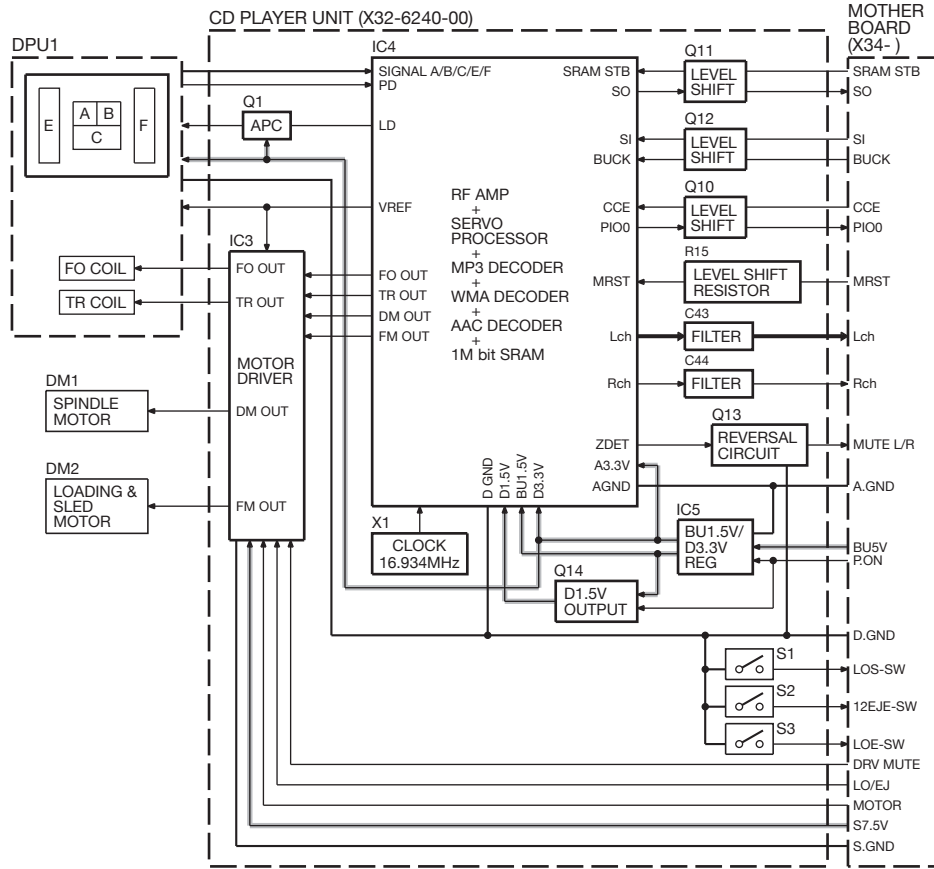 CD PLAYER UNIT (X32-6240-00)
MOTHER
BOARD
(X34- )
DPU1
E
A
B
C
F
FO COIL
TR COIL
DM1
SPINDLE
MOTOR
DM2
LOADING &
SLED
MOTOR
Q1
APC
IC3
FO OUT
TR OUT
MOTOR
DRIVER
DM OUT
FM OUT
IC4
SIGNAL A/B/C/E/F
PD
LD
VREF
FO OUT
TR OUT
DM OUT
FM OUT
RF AMP
+
SERVO
PROCESSOR
+
MP3 DECODER
+
WMA DECODER
+
AAC DECODER
+
1M bit SRAM
SRAM STB
SO
SI
BUCK
CCE
PIO0
MRST
Lch
Rch
ZDET
A3.3V
AGND
D GND
D1.5V
BU1.5V
D3.3V
X1
CLOCK
16.934MHz
Q11
LEVEL
SHIFT
Q12
LEVEL
SHIFT
Q10
LEVEL
SHIFT
R15
LEVEL SHIFT
RESISTOR
C43
FILTER
C44
FILTER
Q13
REVERSAL
CIRCUIT
IC5
BU1.5V/
D3.3V
REG
Q14
D1.5V
OUTPUT
S1
S2
S3
SRAM STB
SO
SI
BUCK
CCE
PIO0
MRST
Lch
Rch
MUTE L/R
A.GND
BU5V
P.ON
D.GND
LOS-SW
12EJE-SW
LOE-SW
DRV MUTE
LO/EJ
MOTOR
S7.5V
S.GND